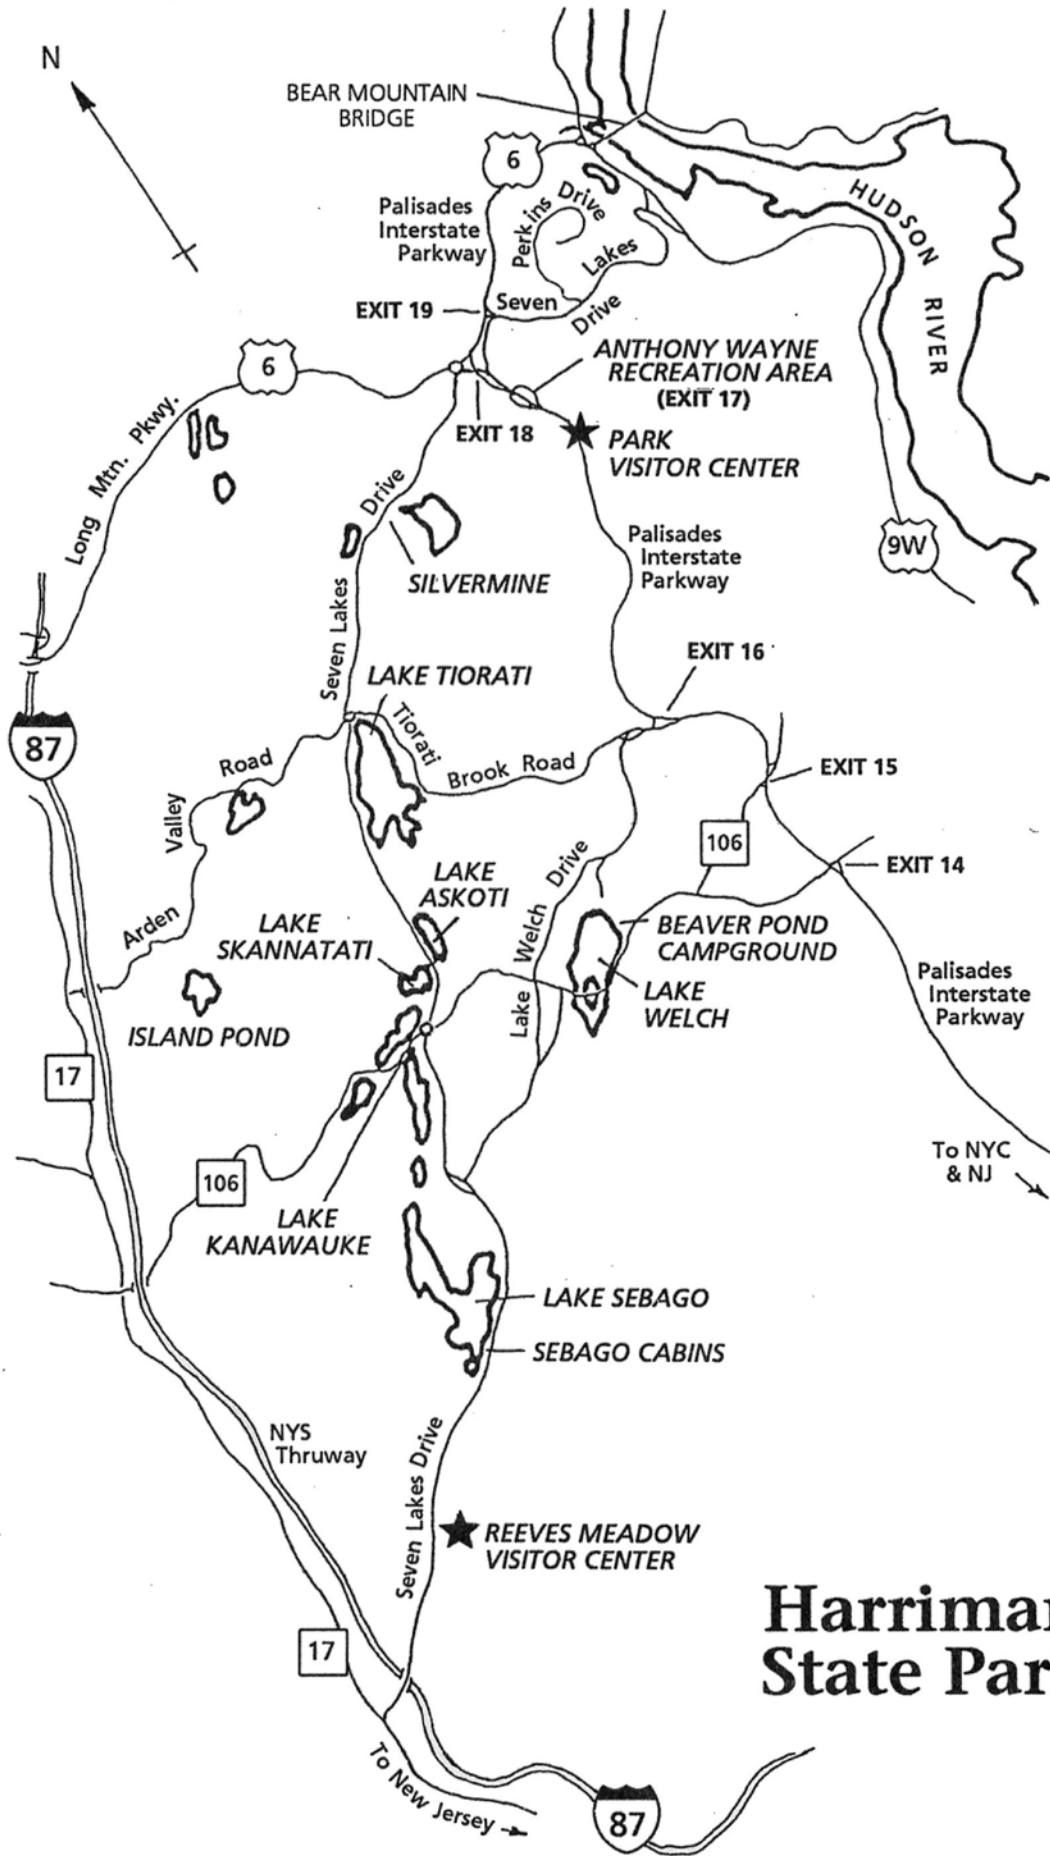 N
BEAR MOUNTAIN
BRIDGE
6
HUDSON
RIVER
Palisades
Interstate
Parkway
Perkins Drive
Seven Lakes
Drive
EXIT 19
6
ANTHONY WAYNE
RECREATION AREA
(EXIT 17)
EXIT 18
PARK
VISITOR CENTER
Long Mtn. Pkwy.
Seven Lakes Drive
SILVERMINE
Palisades
Interstate
Parkway
9W
EXIT 16
LAKE TIORATI
87
Tiorati
Brook Road
EXIT 15
Arden Valley Road
106
EXIT 14
LAKE
ASKOTI
Lake Welch Drive
LAKE
SKANNATATI
BEAVER POND
CAMPGROUND
LAKE
WELCH
Palisades
Interstate
Parkway
ISLAND POND
17
To NYC
& NJ
106
LAKE
KANAWAUKE
LAKE SEBAGO
SEBAGO CABINS
NYS
Thruway
Seven Lakes Drive
REEVES MEADOW
VISITOR CENTER
Harriman
State Par
17
To New Jersey
87